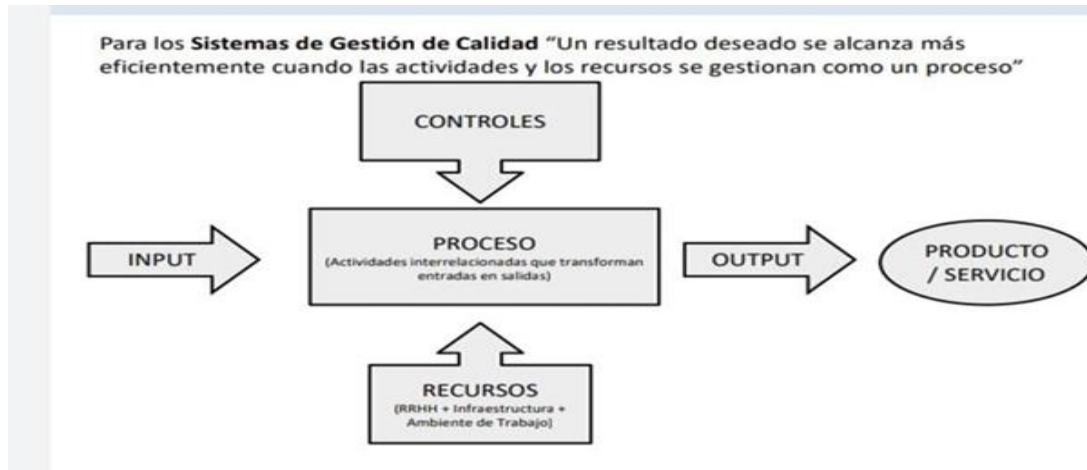 Para los Sistemas de Gestión de Calidad “Un resultado deseado se alcanza más
eficientemente cuando las actividades y los recursos se gestionan como un proceso”
CONTROLES
INPUT
PROCESO
(Actividades interrelacionadas que transforman
entradas en salidas)
OUTPUT
PRODUCTO
/ SERVICIO
RECURSOS
(RRHH + Infraestructura +
Ambiente de Trabajo)